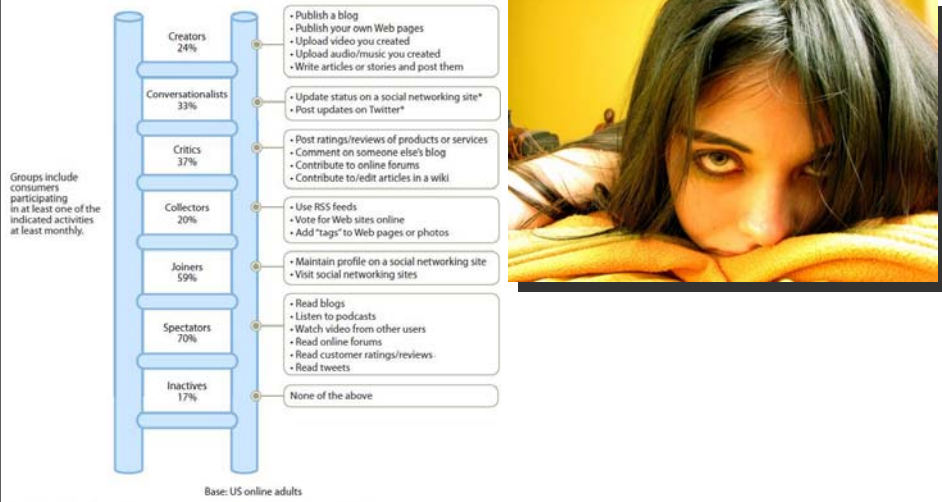 Creators
24%
• Publish a blog
• Publish your own Web pages
• Upload video you created
• Upload audio/music you created
• Write articles or stories and post them
Conversationalists
33%
• Update status on a social networking site*
• Post updates on Twitter*
Critics
37%
• Post ratings/reviews of products or services
• Comment on someone else's blog
• Contribute to online forums
• Contribute to/edit articles in a wiki
Groups include
consumers
participating
in at least one of the
indicated activities
at least monthly.
Collectors
20%
• Use RSS feeds
• Vote for Web sites online
• Add "tags" to Web pages or photos
Joiners
59%
• Maintain profile on a social networking site
• Visit social networking sites
Spectators
70%
• Read blogs
• Listen to podcasts
• Watch video from other users
• Read online forums
• Read customer ratings/reviews
• Read tweets
Inactives
17%
None of the above
Base: US online adults